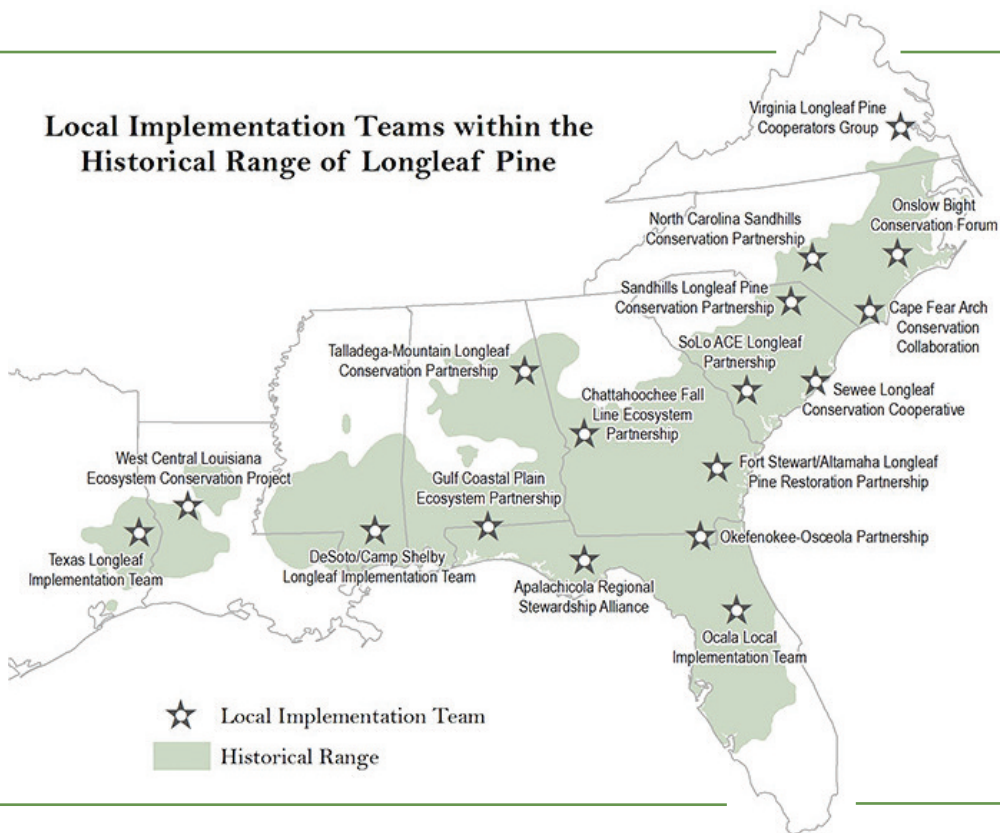 Local Implementation Teams within the
Historical Range of Longleaf Pine
Virginia Longleaf Pine
Cooperators Group
Onslow Bight
Conservation Forum
North Carolina Sandhills
Conservation Partnership
Sandhills Longleaf Pine
Conservation Partnership
Cape Fear Arch
Conservation
Collaboration
SoLo ACE Longleaf
Partnership
Talladega-Mountain Longleaf
Conservation Partnership
Sewee Longleaf
Conservation Cooperative
Chattahoochee Fall
Line Ecosystem
Partnership
West Central Louisiana
Ecosystem Conservation Project
Fort Stewart/Altamaha Longleaf
Pine Restoration Partnership
Gulf Coastal Plain
Ecosystem Partnership
Okefenokee-Osceola Partnership
Texas Longleaf
Implementation Team
DeSoto/Camp Shelby
Longleaf Implementation Team
Apalachicola Regional
Stewardship Alliance
Ocala Local
Implementation Team
Local Implementation Team
Historical Range